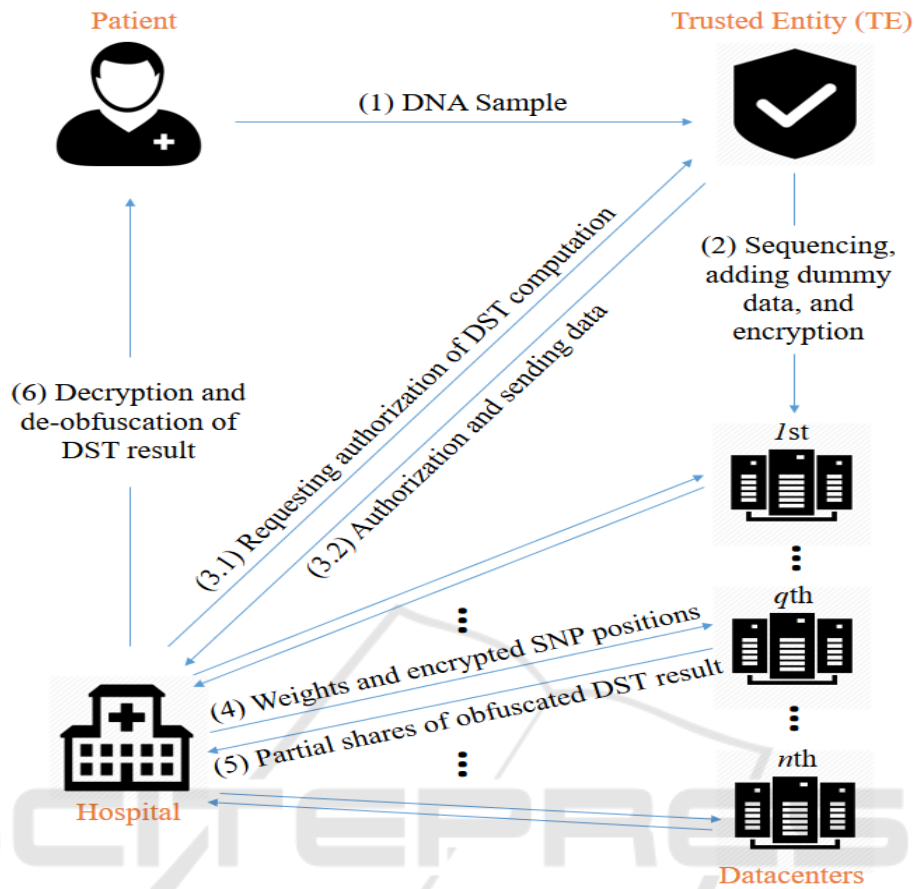 Patient
Trusted Entity (TE)
(1) DNA Sample
(2) Sequencing,
adding dummy
data, and
encryption
(3.1) Requesting authorization of DST computation
(3.2) Authorization and sending data
(6) Decryption and
de-obfuscation of
DST result
1st
qth
(4) Weights and encrypted SNP positions
(5) Partial shares of obfuscated DST result
nth
Hospital
Datacenters
SCITEPRESS